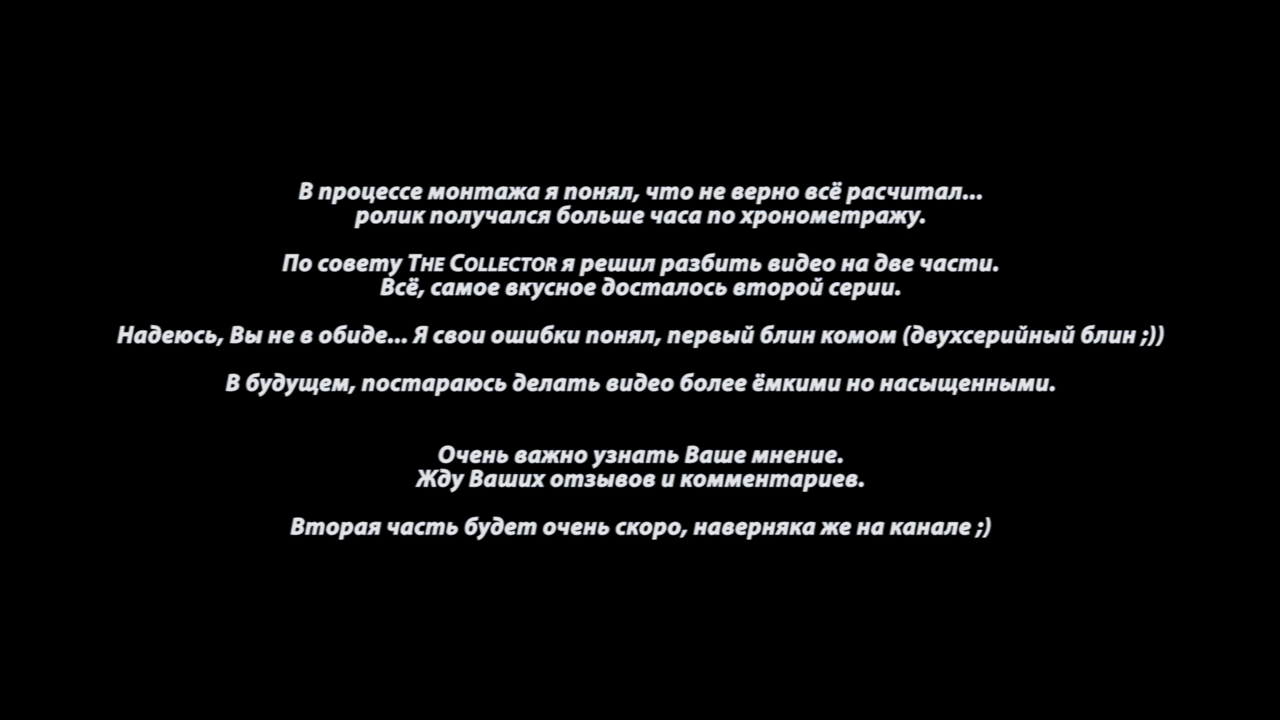 В процессе монтажа я понял, что не верно всё расчитал...
ролик получался больше часа по хронометражу.
По совету THE COLLECTOR я решил разбить видео на две части.
Всё, самое вкусное досталось второй серии.
Надеюсь, Вы не в обиде... Я свои ошибки понял, первый блин комом (двухсерийный блин ;))
В будущем, постараюсь делать видео более ёмкими но насыщенными.
Очень важно узнать Ваше мнение.
Жду Ваших отзывов и комментариев.
Вторая часть будет очень скоро, наверняка же на канале ;)